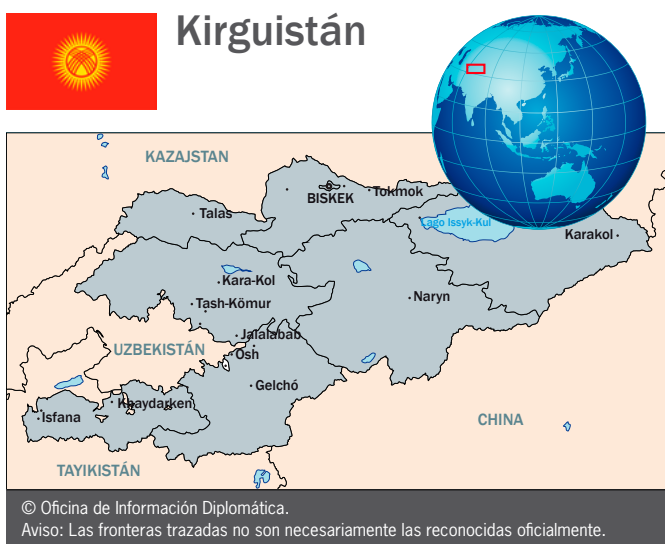 Kirguistán
KAZAJSTAN
BISKEK
Tokmok
Talas
Lago Issyk-Kul
Karakol
Kara-Kol
Naryn
Tash-Kömur
Jalalabab
UZBEKISTÁN
Osh
Gelchó
Khaydarken
Isfana
CHINA
TAYIKISTÁN
© Oficina de Información Diplomática.
Aviso: Las fronteras trazadas no son necesariamente las reconocidas oficialmente.